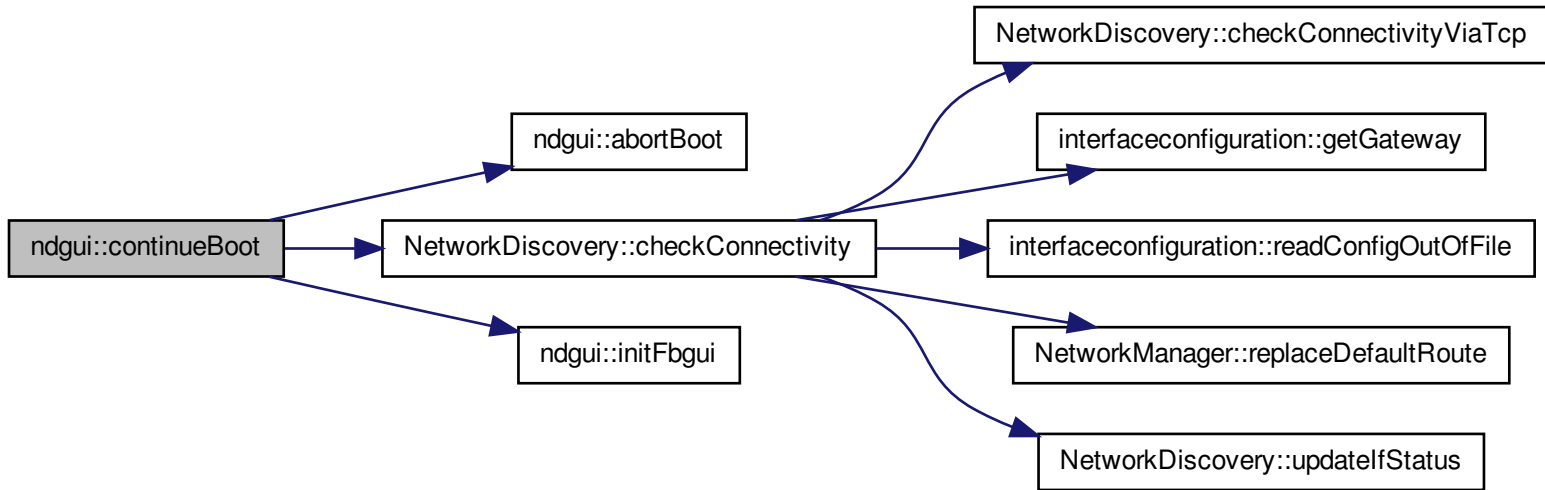 ndgui::continueBoot
ndgui::abortBoot
NetworkDiscovery::checkConnectivity
ndgui::initFbgui
NetworkDiscovery::checkConnectivityViaTcp
interfaceconfiguration::getGateway
interfaceconfiguration::readConfigOutOfFile
NetworkManager::replaceDefaultRoute
NetworkDiscovery::updateIfStatus